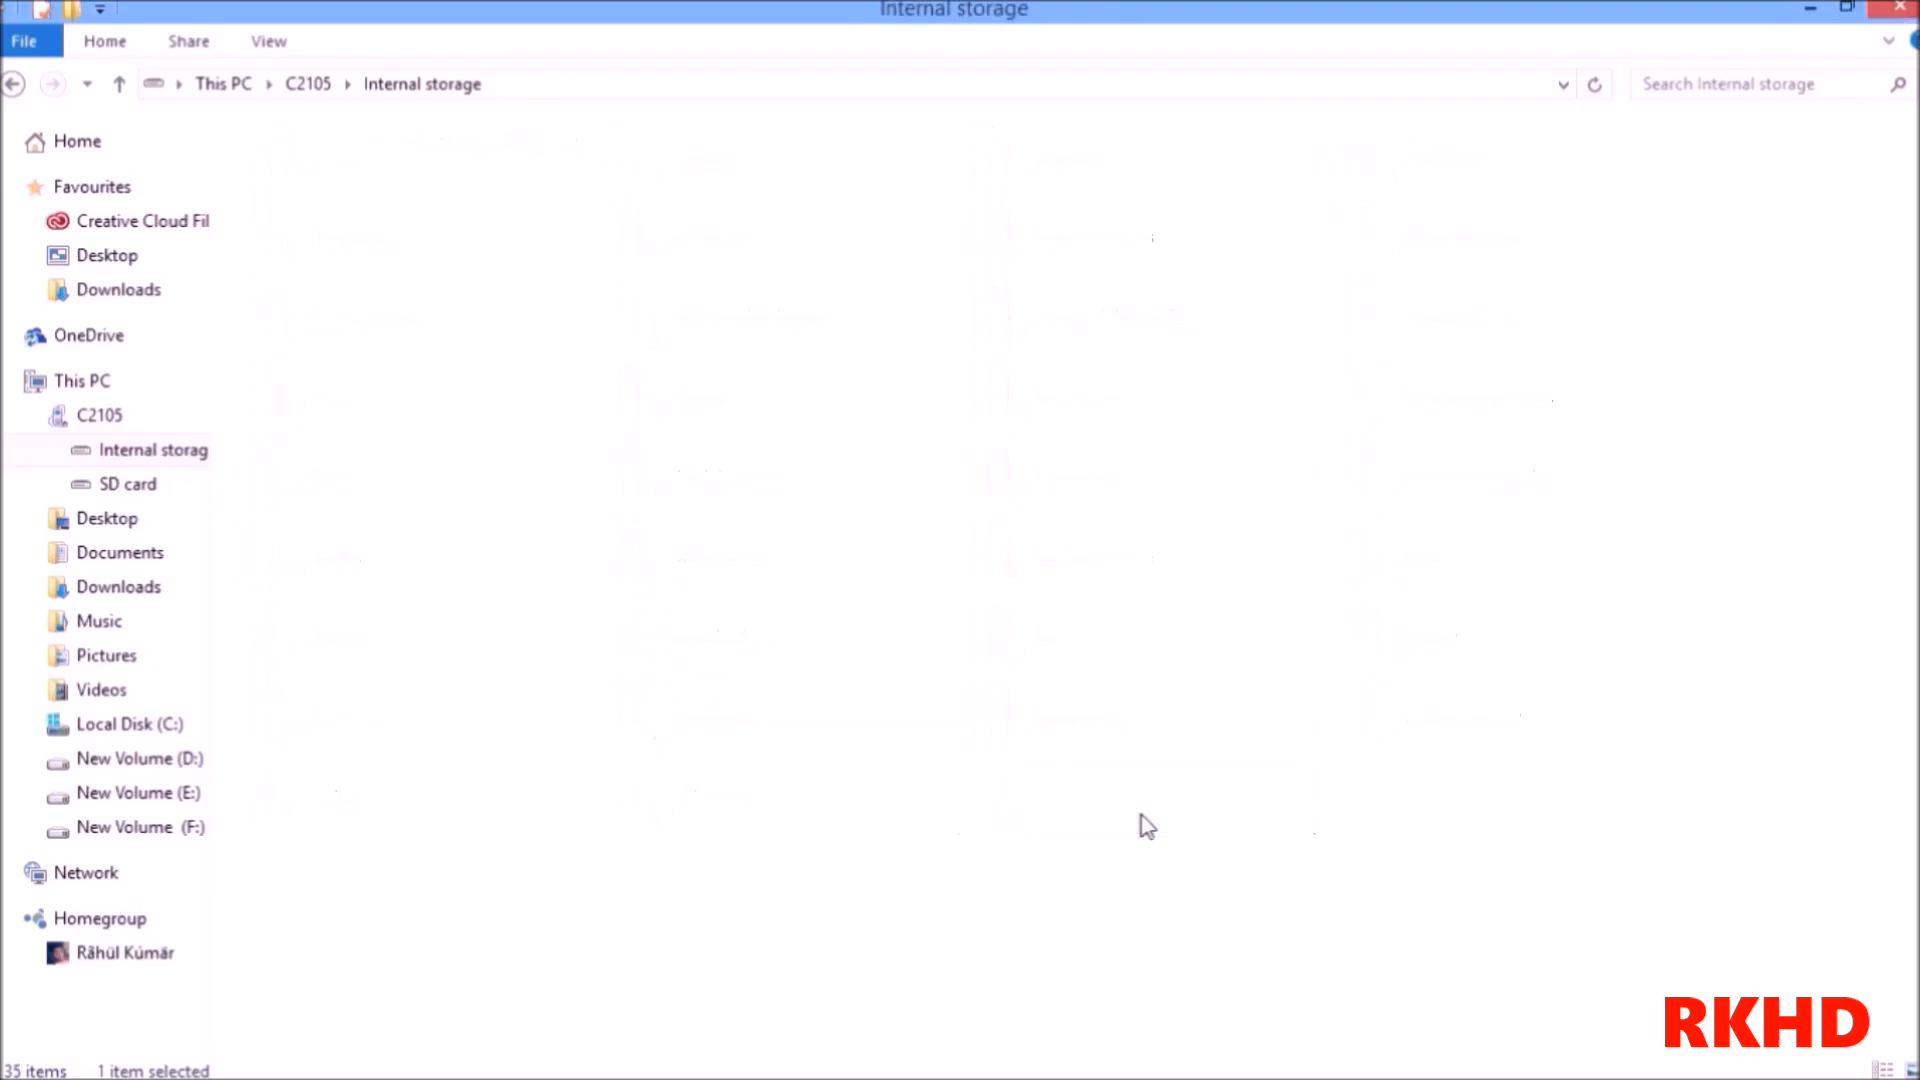 Internal storage
File Home Share View
This PC C2105 Internal storage Search Internal storage
Home
Favourites
Creative Cloud Fil
Desktop
Downloads
OneDrive
This PC
C2105
Internal storag
SD card
Desktop
Documents
Downloads
Music
Pictures
Videos
Local Disk (C:)
New Volume (D:)
New Volume (E:)
New Volume (F:)
Network
Homegroup
Rãhül Kúmär
RKHD
35 items 1 item selected